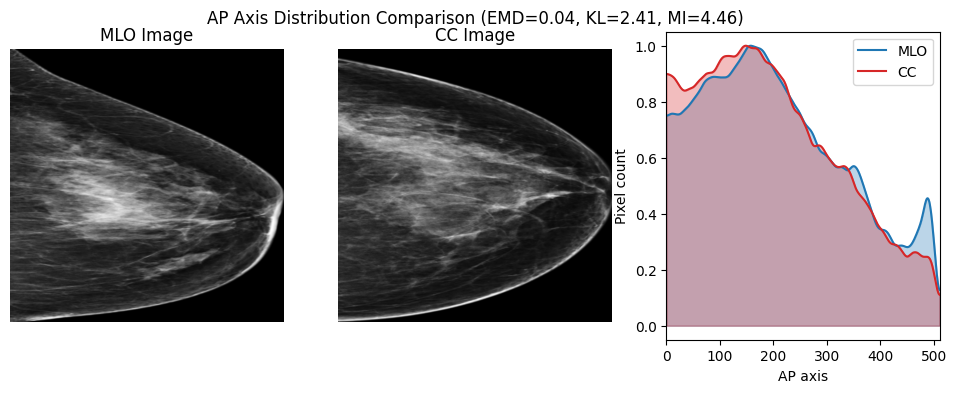 AP Axis Distribution Comparison (EMD=0.04, KL=2.41, MI=4.46)
MLO Image
CC Image
MLO
CC
Pixel count
1.0
0.8
0.6
0.4
0.2
0.0
0 100 200 300 400 500
AP axis